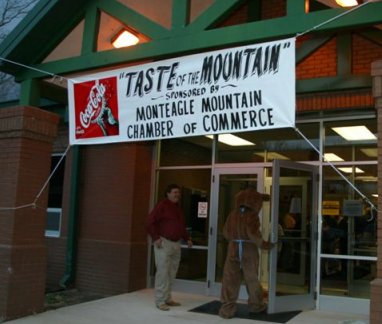 "TASTE OF THE MOUNTAIN"
SPONSORED BY
MONTEAGLE MOUNTAIN
CHAMBER OF COMMERCE
Coca-Cola